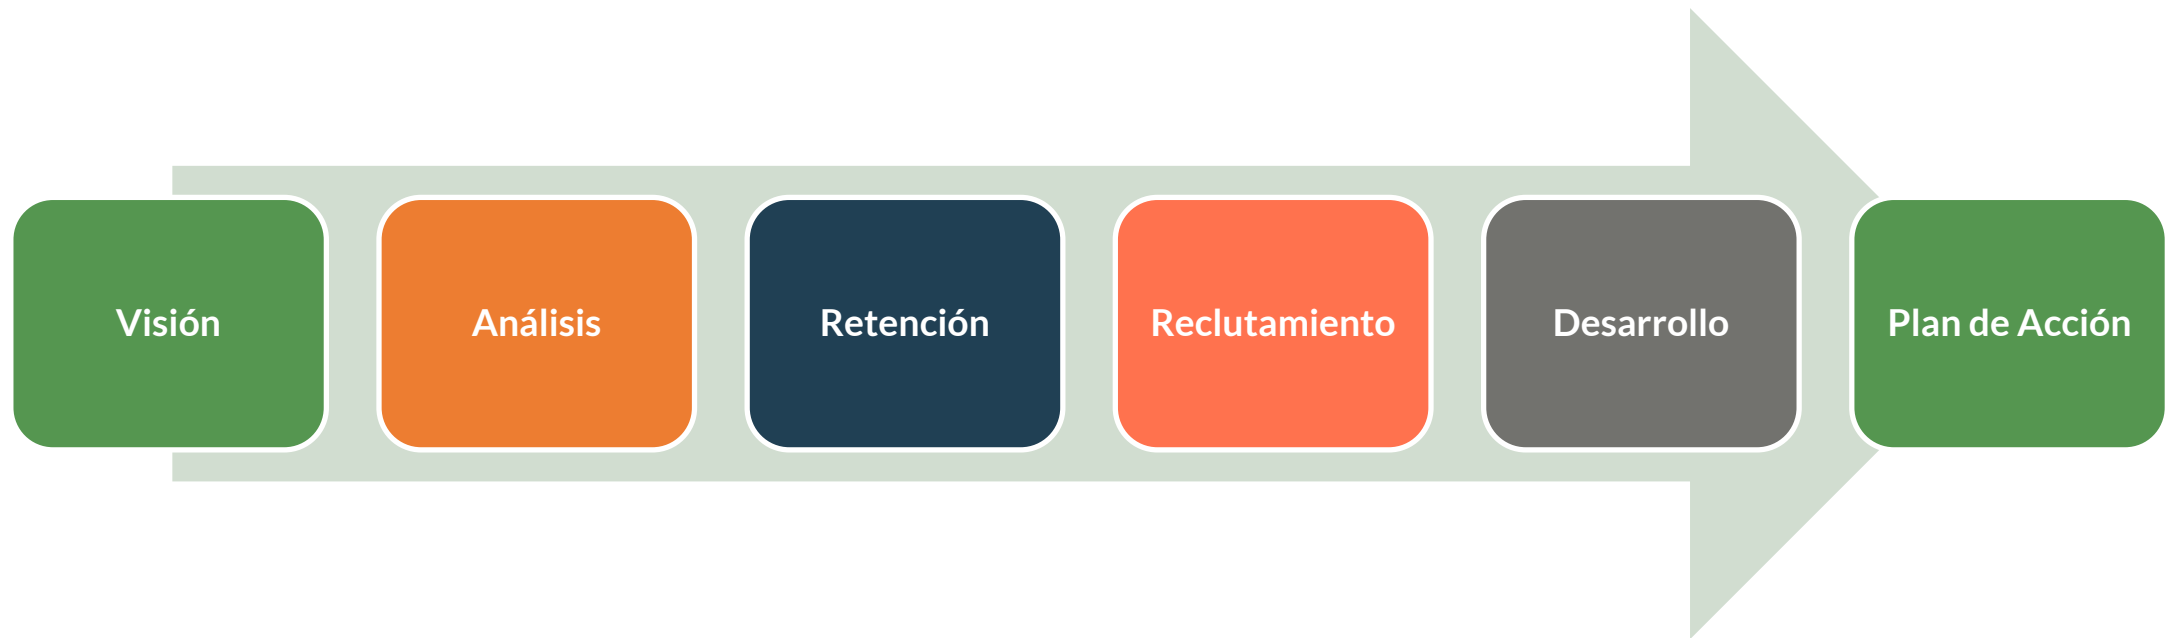 Visión
Análisis
Retención
Reclutamiento
Desarrollo
Plan de Acción